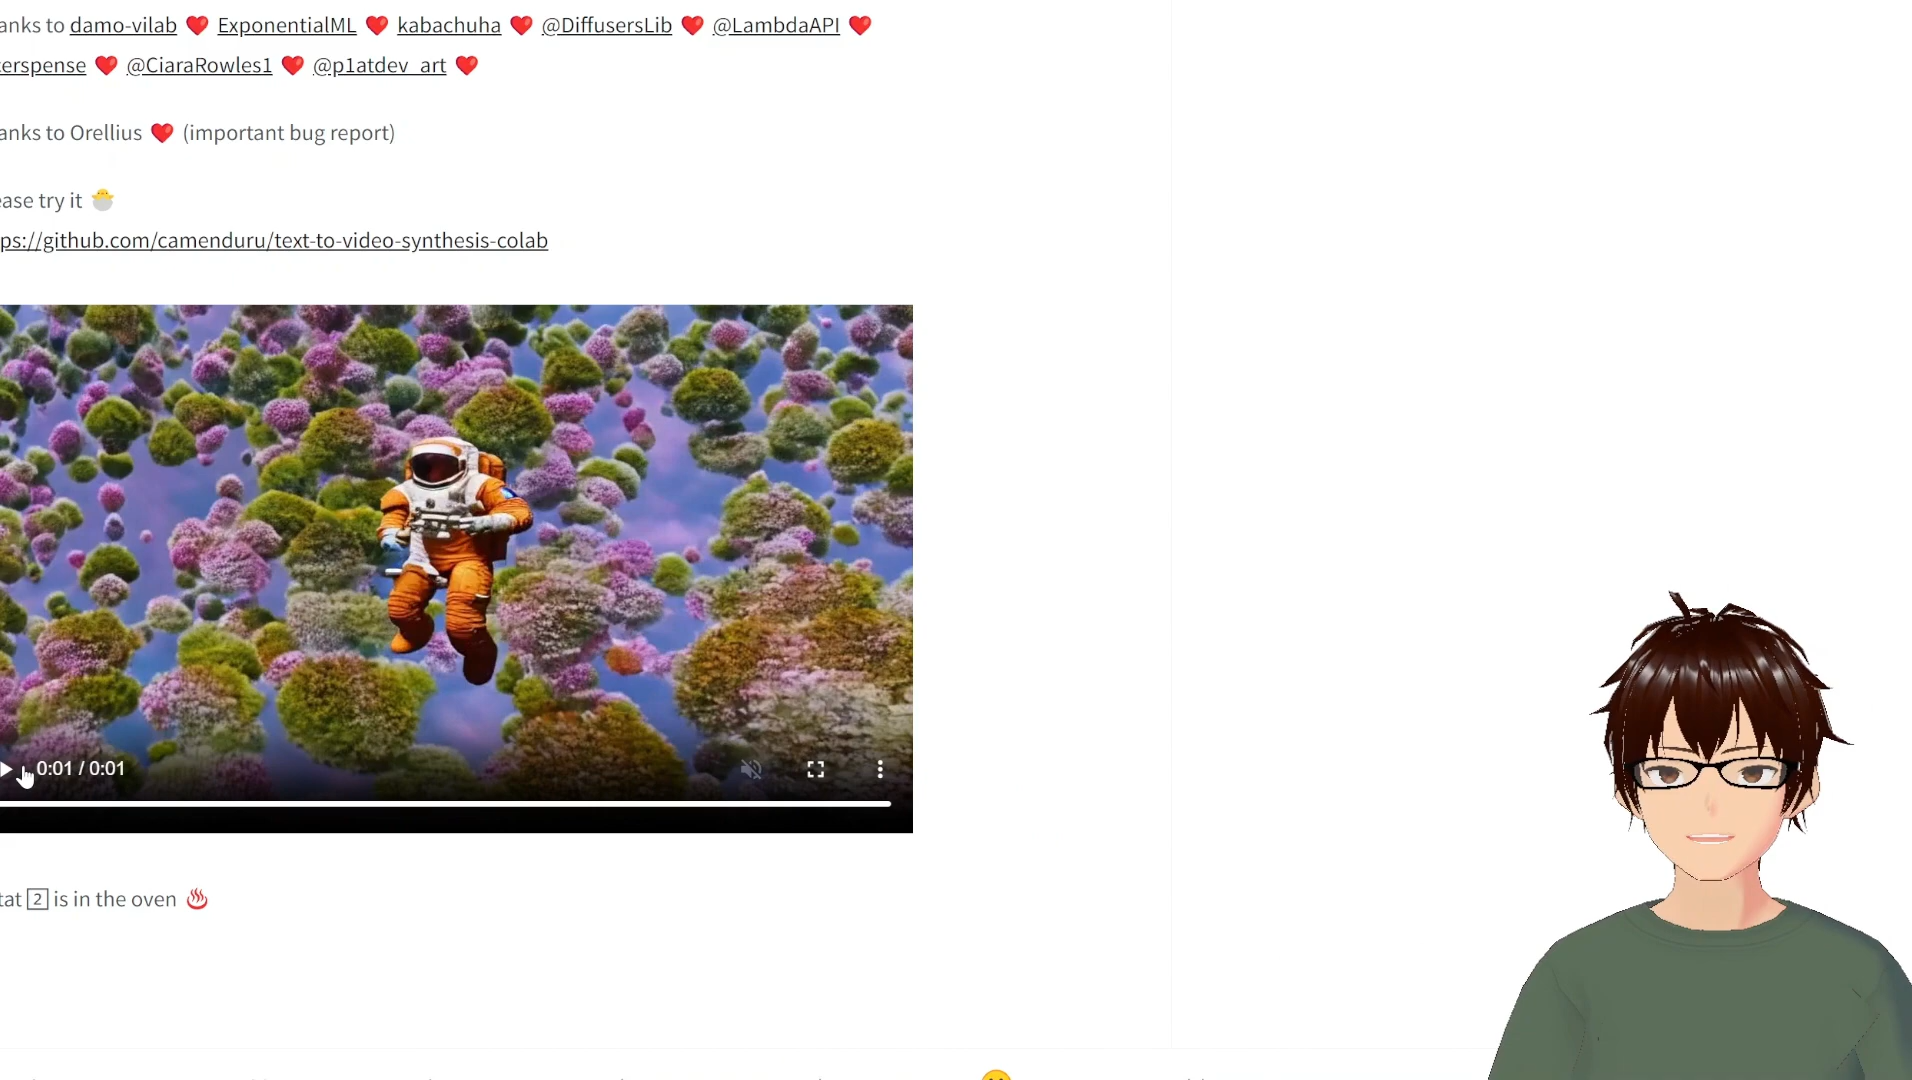 anks to damo-vilab ❤️ ExponentialML ❤️ kabachuha ❤️ @DiffusersLib ❤️ @LambdaAPI ❤️
erspense ❤️ @CiaraRowles1 ❤️ @p1atdev_art ❤️
anks to Orellius ❤️ (important bug report)
ease try it 🐣
ps://github.com/camenduru/text-to-video-synthesis-colab
0:01 / 0:01
tat 2 is in the oven ♨️